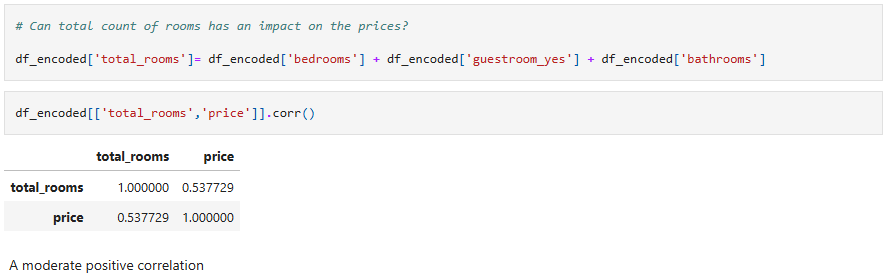 # Can total count of rooms has an impact on the prices?
df_encoded['total_rooms']= df_encoded['bedrooms'] + df_encoded['guestroom_yes'] + df_encoded['bathrooms']
df_encoded[['total_rooms','price']].corr()
total_rooms price
total_rooms 1.000000 0.537729
price 0.537729 1.000000
A moderate positive correlation